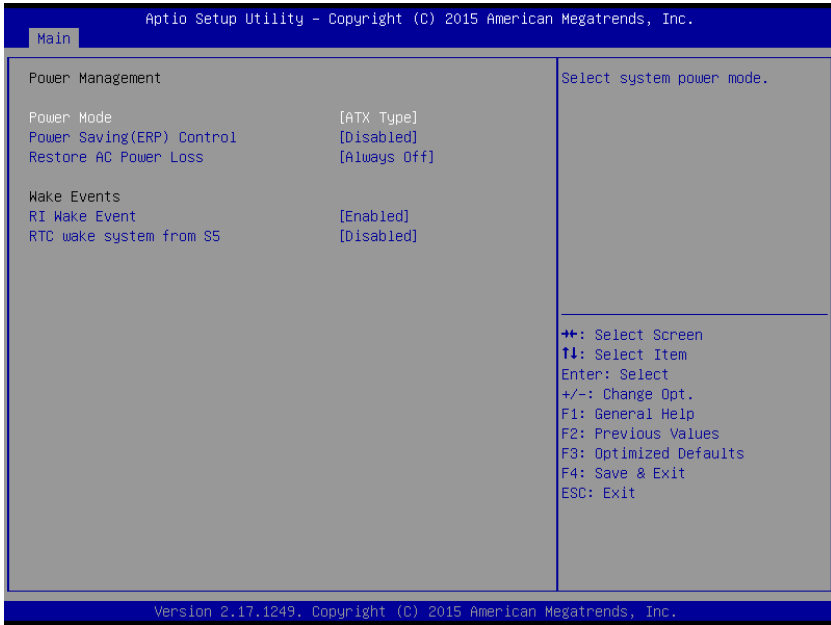 Aptio Setup Utility – Copyright (C) 2015 American Megatrends, Inc.
Main
Power Management
Power Mode [ATX Type]
Power Saving(ERP) Control [Disabled]
Restore AC Power Loss [Always Off]
Wake Events
RI Wake Event [Enabled]
RTC wake system from S5 [Disabled]
Select system power mode.
→←: Select Screen
↑↓: Select Item
Enter: Select
+/-: Change Opt.
F1: General Help
F2: Previous Values
F3: Optimized Defaults
F4: Save & Exit
ESC: Exit
Version 2.17.1249. Copyright (C) 2015 American Megatrends, Inc.